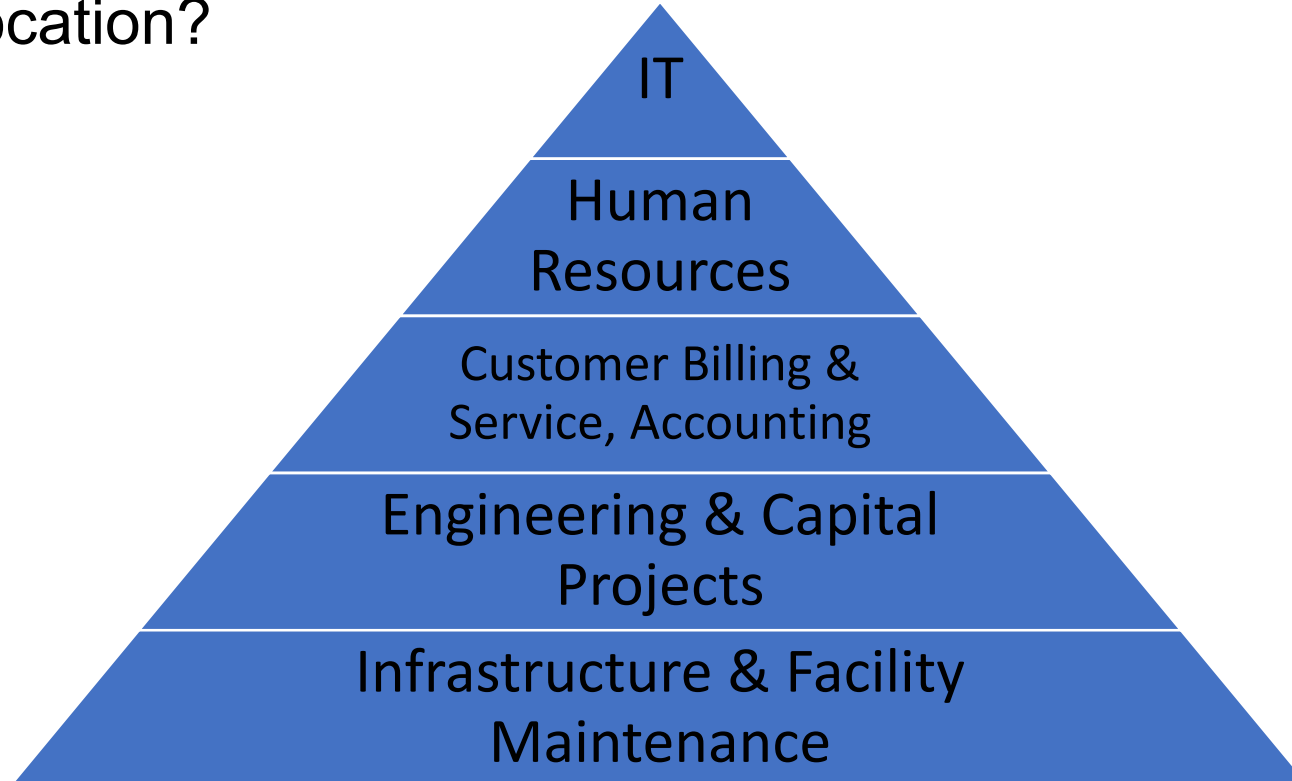 ocation?
IT
Human
Resources
Customer Billing &
Service, Accounting
Engineering & Capital
Projects
Infrastructure & Facility
Maintenance